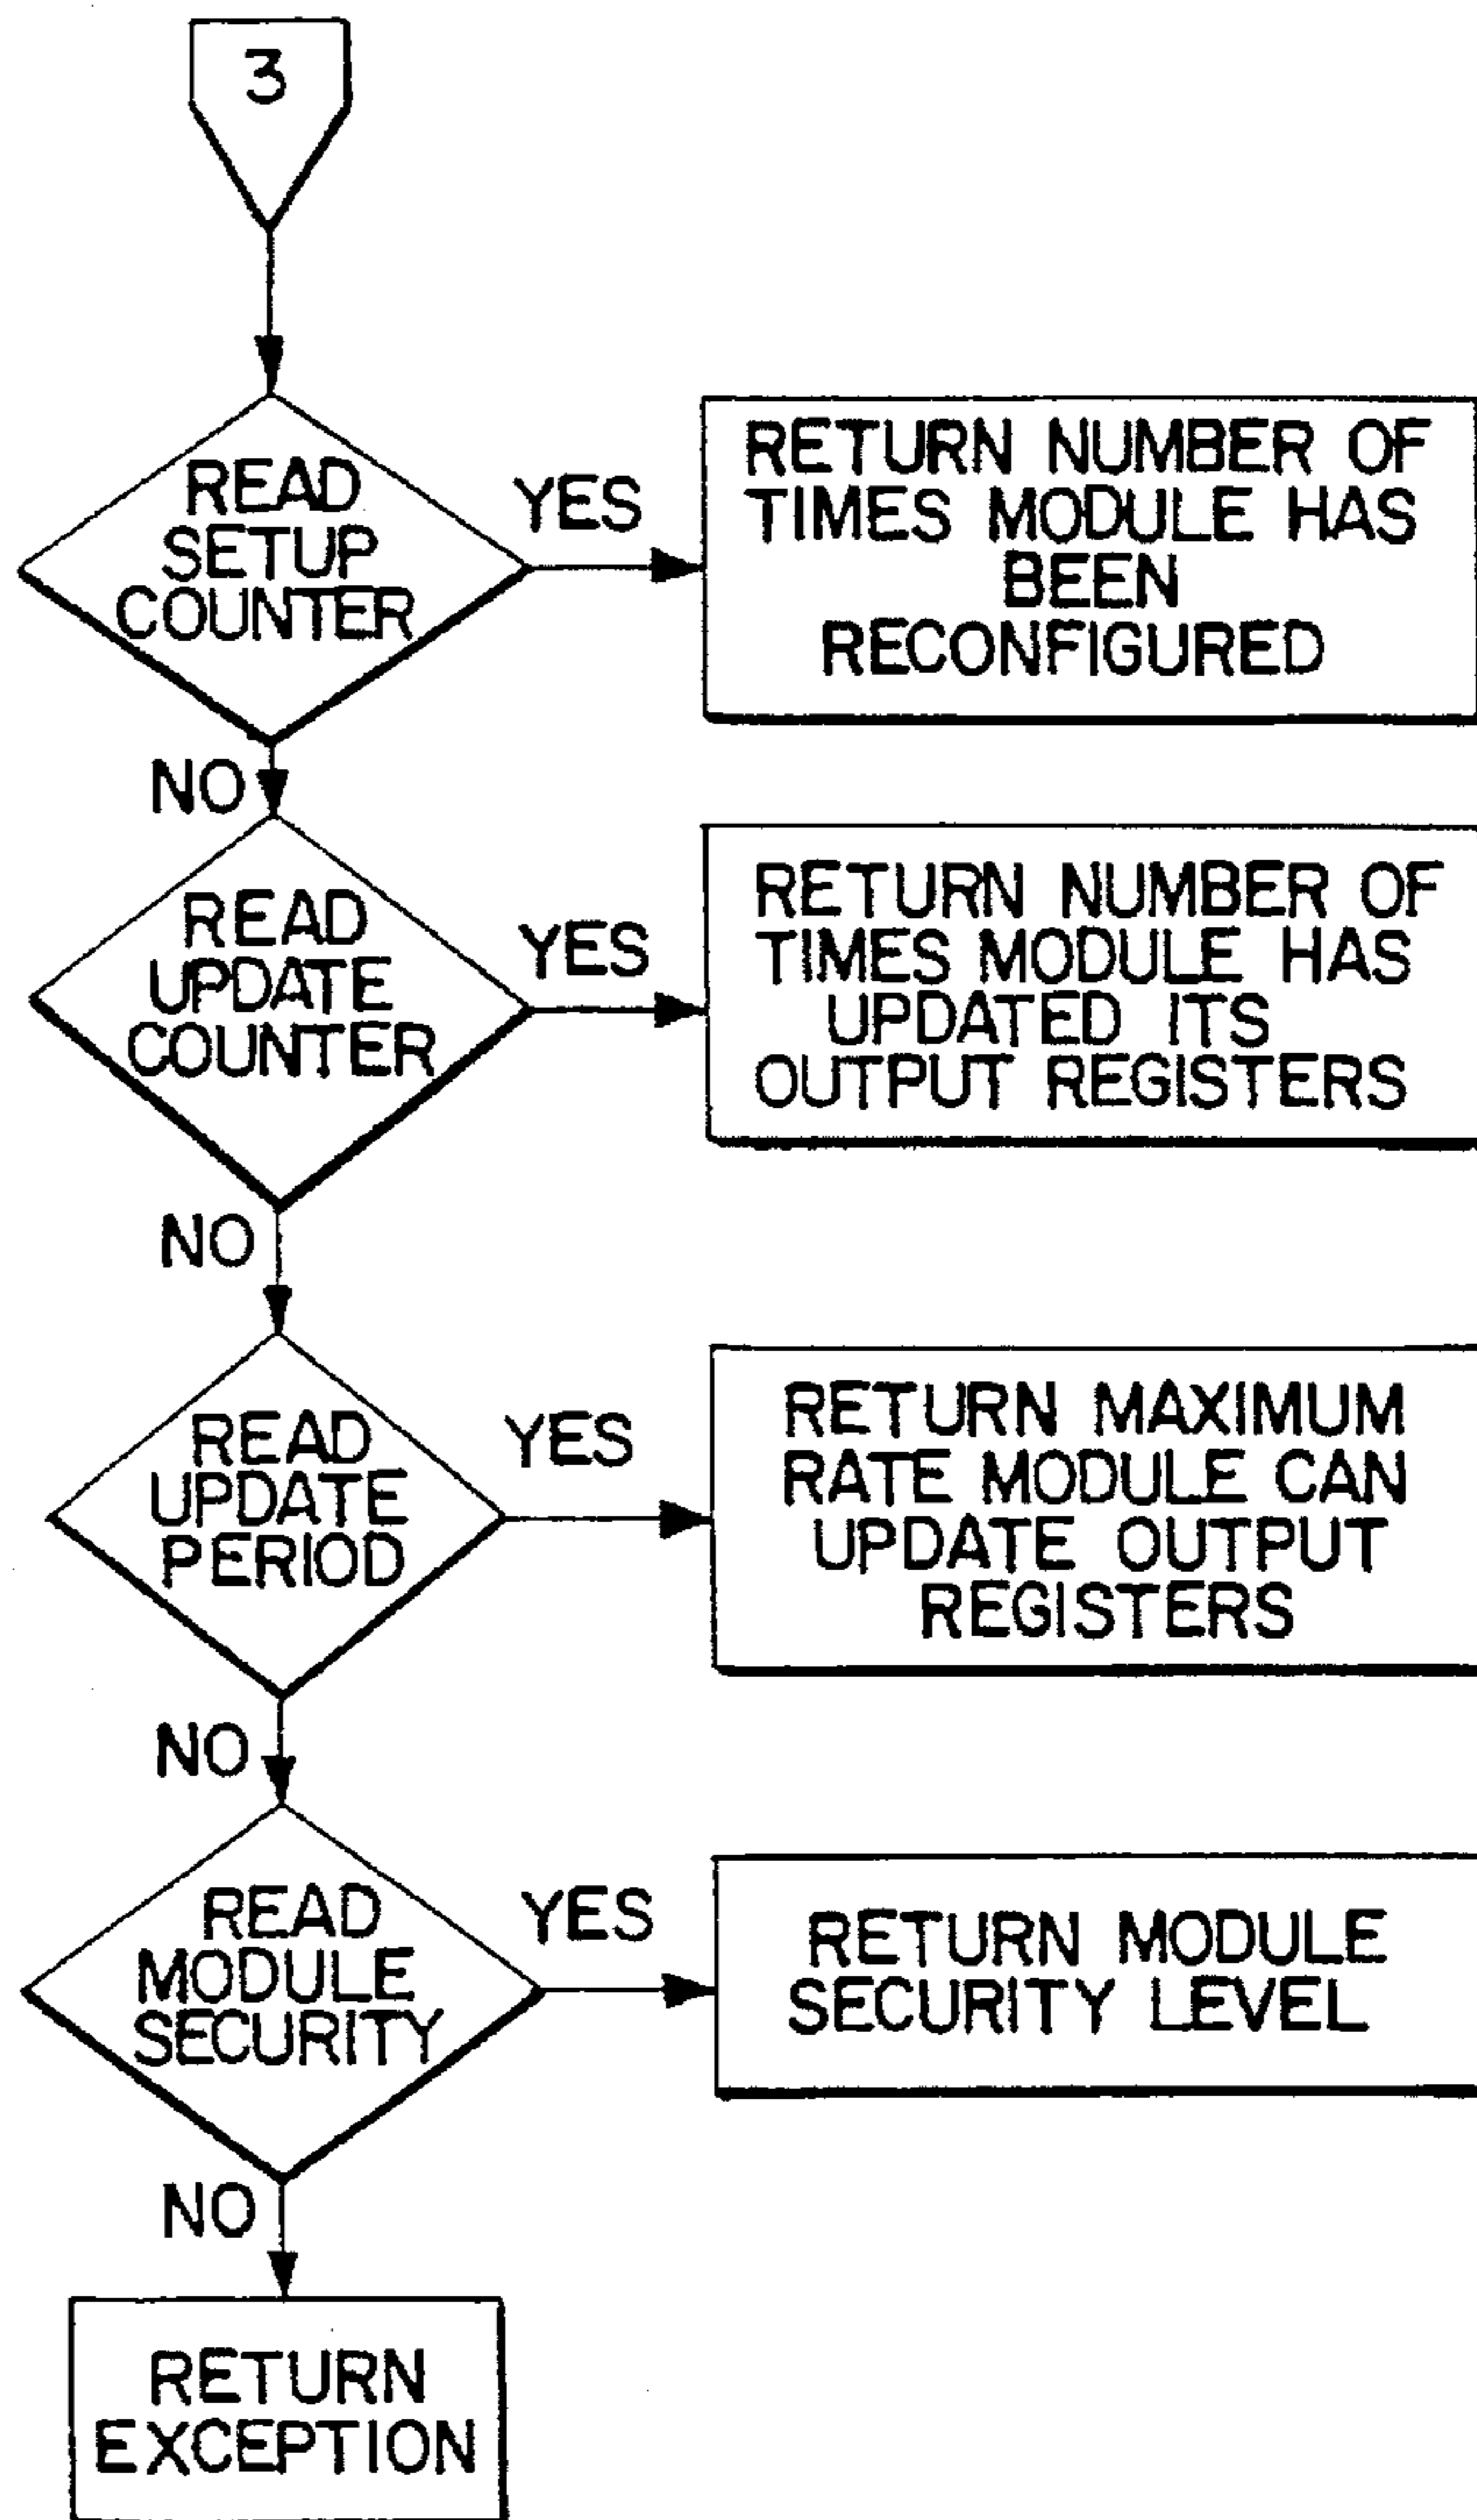 3
READ
SETUP
COUNTER
YES
RETURN NUMBER OF
TIMES MODULE HAS
BEEN
RECONFIGURED
NO
READ
UPDATE
COUNTER
YES
RETURN NUMBER OF
TIMES MODULE HAS
UPDATED ITS
OUTPUT REGISTERS
NO
READ
UPDATE
PERIOD
YES
RETURN MAXIMUM
RATE MODULE CAN
UPDATE OUTPUT
REGISTERS
NO
READ
MODULE
SECURITY
YES
RETURN MODULE
SECURITY LEVEL
NO
RETURN
EXCEPTION